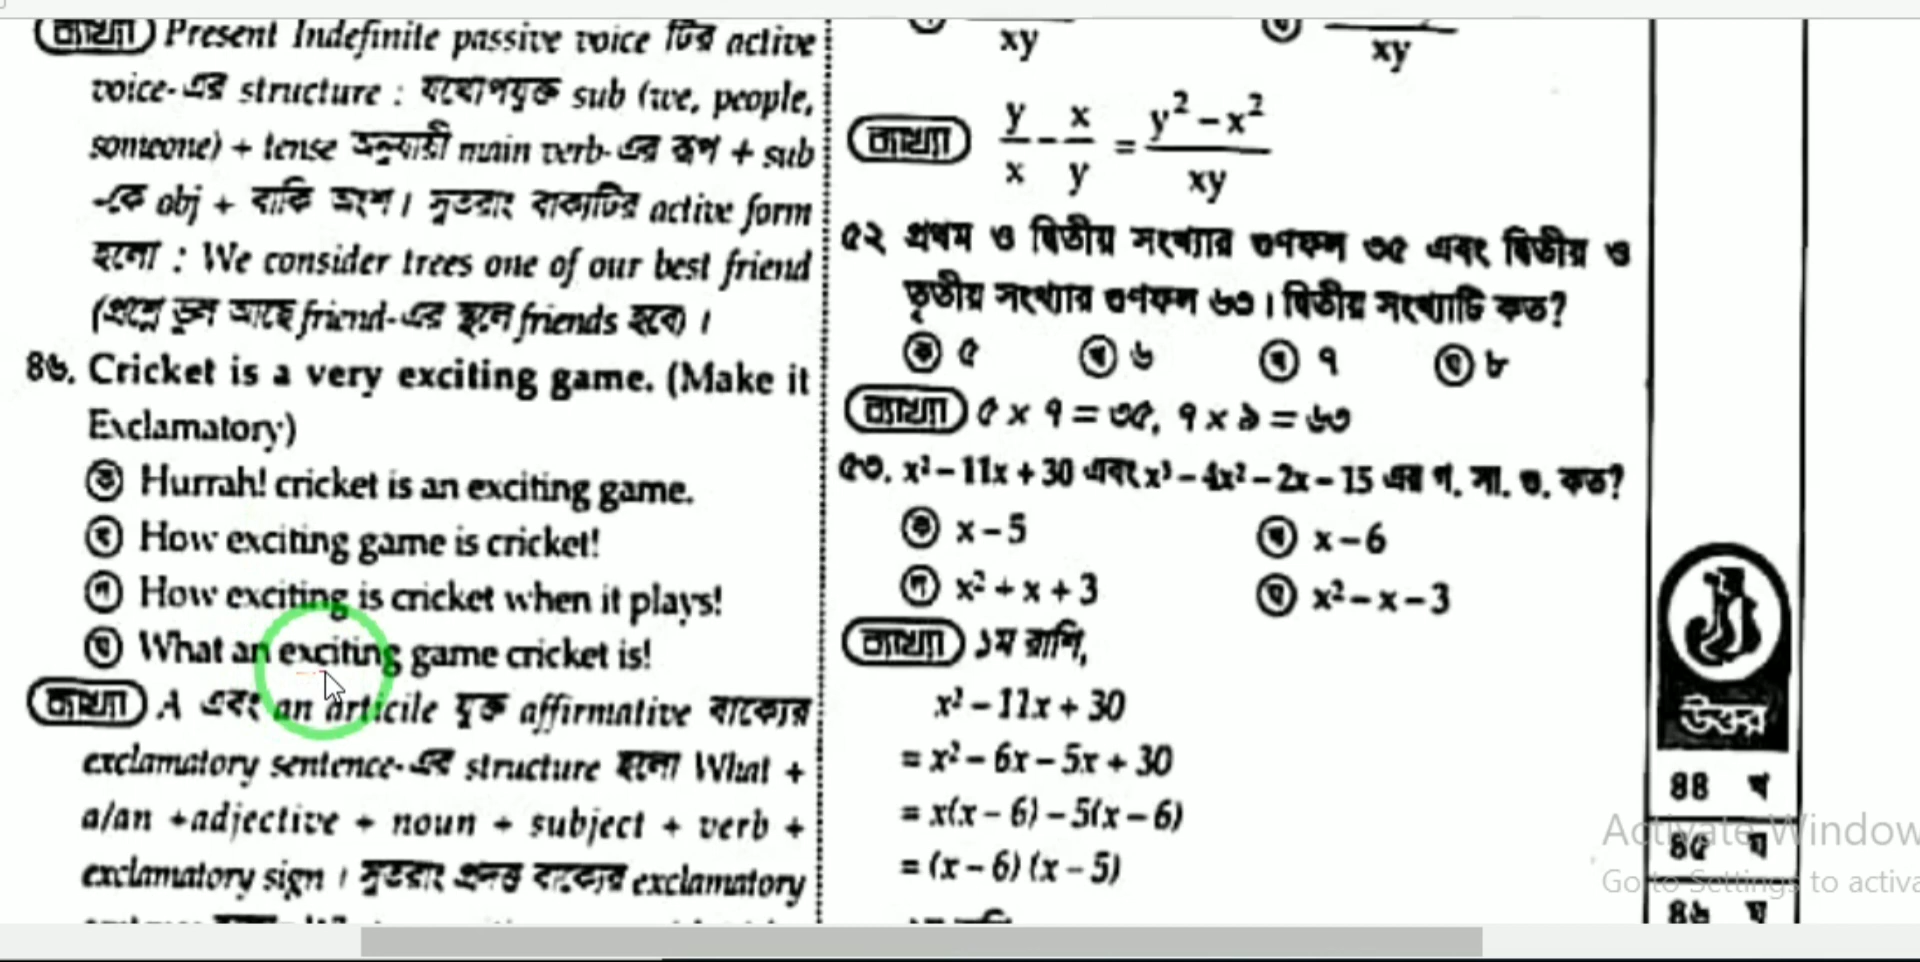 ব্যাখ্যা Present Indefinite passive voice টির active
voice-এর structure : যথোপযুক্ত sub (we, people,
someone) + tense অনুযায়ী main verb-এর রূপ + sub
-কে obj + বাকি অংশ। সুতরাং বাক্যটির active form
হলো : We consider trees one of our best friend
(প্রশ্নে ভুল আছে friend-এর স্থলে friends হবে) ।
৪৬. Cricket is a very exciting game. (Make it
Exclamatory)
ক Hurrah! cricket is an exciting game.
খ How exciting game is cricket!
গ How exciting is cricket when it plays!
ঘ What an exciting game cricket is!
ব্যাখ্যা A এবং an articile যুক্ত affirmative বাক্যের
exclamatory sentence-এর structure হলো What +
a/an +adjective + noun + subject + verb +
exclamatory sign । সুতরাং প্রদত্ত বাক্যের exclamatory
xy
xy
ব্যাখ্যা y/x - x/y = y² – x²/xy
৫২ প্রথম ও দ্বিতীয় সংখ্যার গুণফল ৩৫ এবং দ্বিতীয় ও
তৃতীয় সংখ্যার গুণফল ৬৩। দ্বিতীয় সংখ্যাটি কত?
ক ৫ খ ৬ গ ৭ ঘ ৮
ব্যাখ্যা ৫ × ৭ = ৩৫, ৭ × ৯ = ৬৩
৫৩. x² – 11x + 30 এবং x³ – 4x² – 2x – 15 এর গ. সা. গু. কত?
ক x – 5 খ x – 6
গ x² + x + 3 ঘ x² – x – 3
ব্যাখ্যা ১ম রাশি,
x² – 11x + 30
= x² – 6x – 5x + 30
= x(x – 6) – 5(x – 6)
= (x – 6) (x – 5)
উত্তর
৪৪ খ
৪৫ ঘ
৪৬ ঘ
Activate Window
Go to Settings to activa